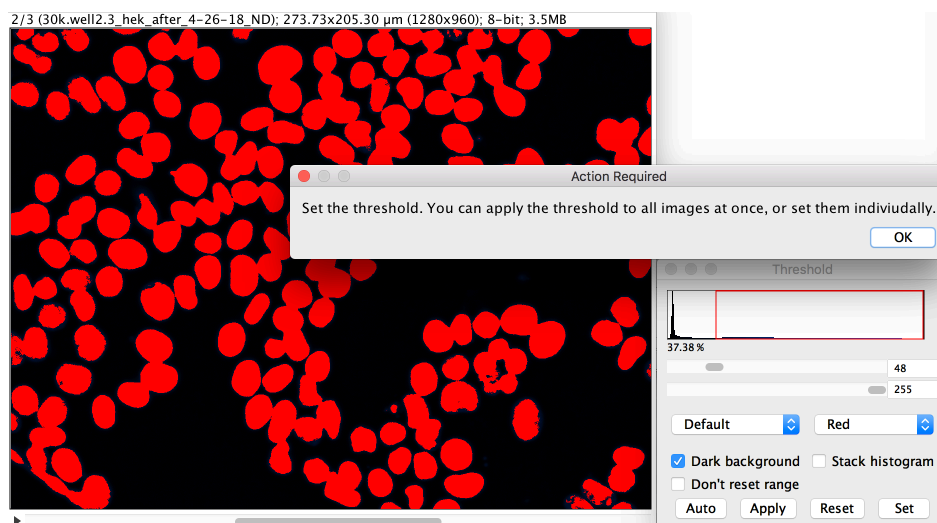 2/3 (30k.well2.3_hek_after_4-26-18_ND); 273.73x205.30 µm (1280x960); 8-bit; 3.5MB
Action Required
Set the threshold. You can apply the threshold to all images at once, or set them indiviudally.
OK
Threshold
37.38 %
48
255
Default
Red
Dark background
Stack histogram
Don't reset range
Auto
Apply
Reset
Set